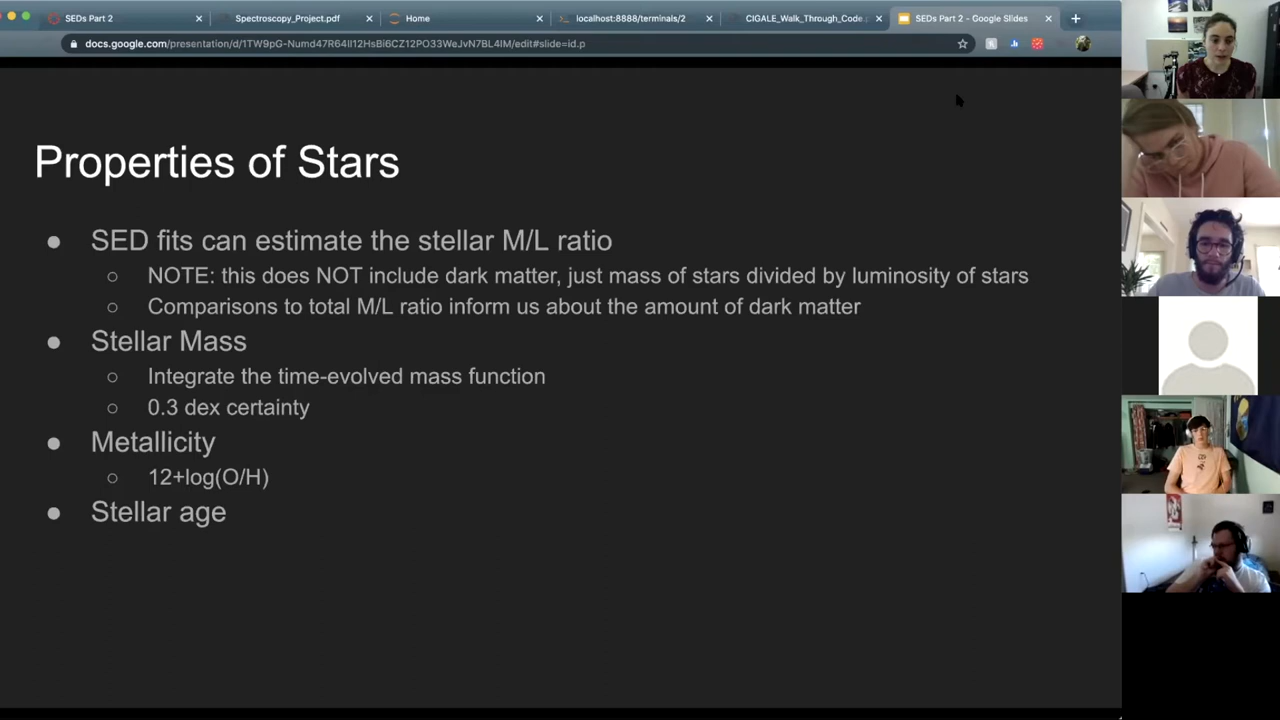 SEDs Part 2
Spectroscopy_Project.pdf
Home
localhost:8888/terminals/2
CIGALE_Walk_Through_Code.
SEDs Part 2 - Google Slides
docs.google.com/presentation/d/1TW9pG-Numd47R64II12HsBi6CZ12PO33WeJvN7BL4IM/edit#slide=id.p
Properties of Stars
● SED fits can estimate the stellar M/L ratio
○ NOTE: this does NOT include dark matter, just mass of stars divided by luminosity of stars
○ Comparisons to total M/L ratio inform us about the amount of dark matter
● Stellar Mass
○ Integrate the time-evolved mass function
○ 0.3 dex certainty
● Metallicity
○ 12+log(O/H)
● Stellar age